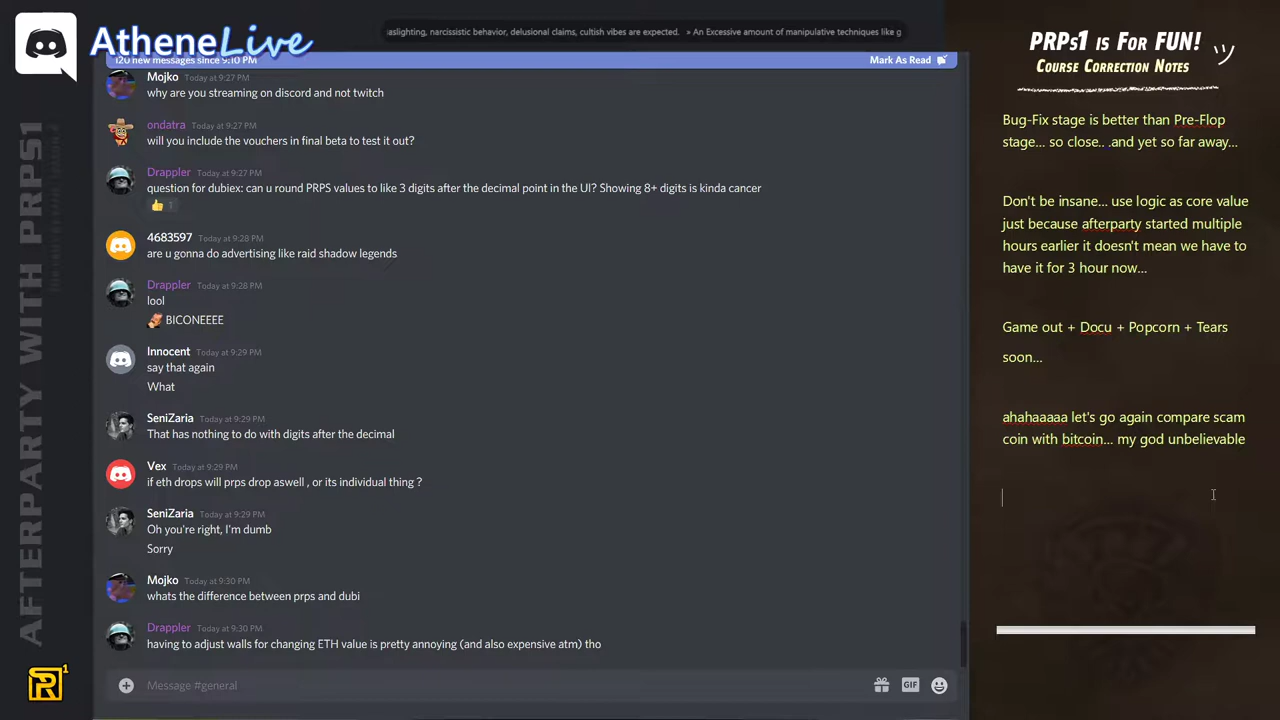 AtheneLive
aslighting, narcissistic behavior, delusional claims, cultish vibes are expected. » An Excessive amount of manipulative techniques like g
120 new messages since 9:10 PM
Mark As Read
Mojko Today at 9:27 PM
why are you streaming on discord and not twitch
ondatra Today at 9:27 PM
will you include the vouchers in final beta to test it out?
Drappler Today at 9:27 PM
question for dubiex: can u round PRPS values to like 3 digits after the decimal point in the UI? Showing 8+ digits is kinda cancer
1
4683597 Today at 9:28 PM
are u gonna do advertising like raid shadow legends
Drappler Today at 9:28 PM
lool
BICONEEEE
Innocent Today at 9:29 PM
say that again
What
SeniZaria Today at 9:29 PM
That has nothing to do with digits after the decimal
Vex Today at 9:29 PM
if eth drops will prps drop aswell , or its individual thing ?
SeniZaria Today at 9:29 PM
Oh you're right, I'm dumb
Sorry
Mojko Today at 9:30 PM
whats the difference between prps and dubi
Drappler Today at 9:30 PM
having to adjust walls for changing ETH value is pretty annoying (and also expensive atm) tho
Message #general
GIF
AFTERPARTY WITH PRPS1
R1
PRPs1 is For FUN!
Course Correction Notes
Bug-Fix stage is better than Pre-Flop
stage... so close.. .and yet so far away...
Don't be insane... use logic as core value
just because afterparty started multiple
hours earlier it doesn't mean we have to
have it for 3 hour now...
Game out + Docu + Popcorn + Tears
soon...
ahahaaaaa let's go again compare scam
coin with bitcoin... my god unbelievable